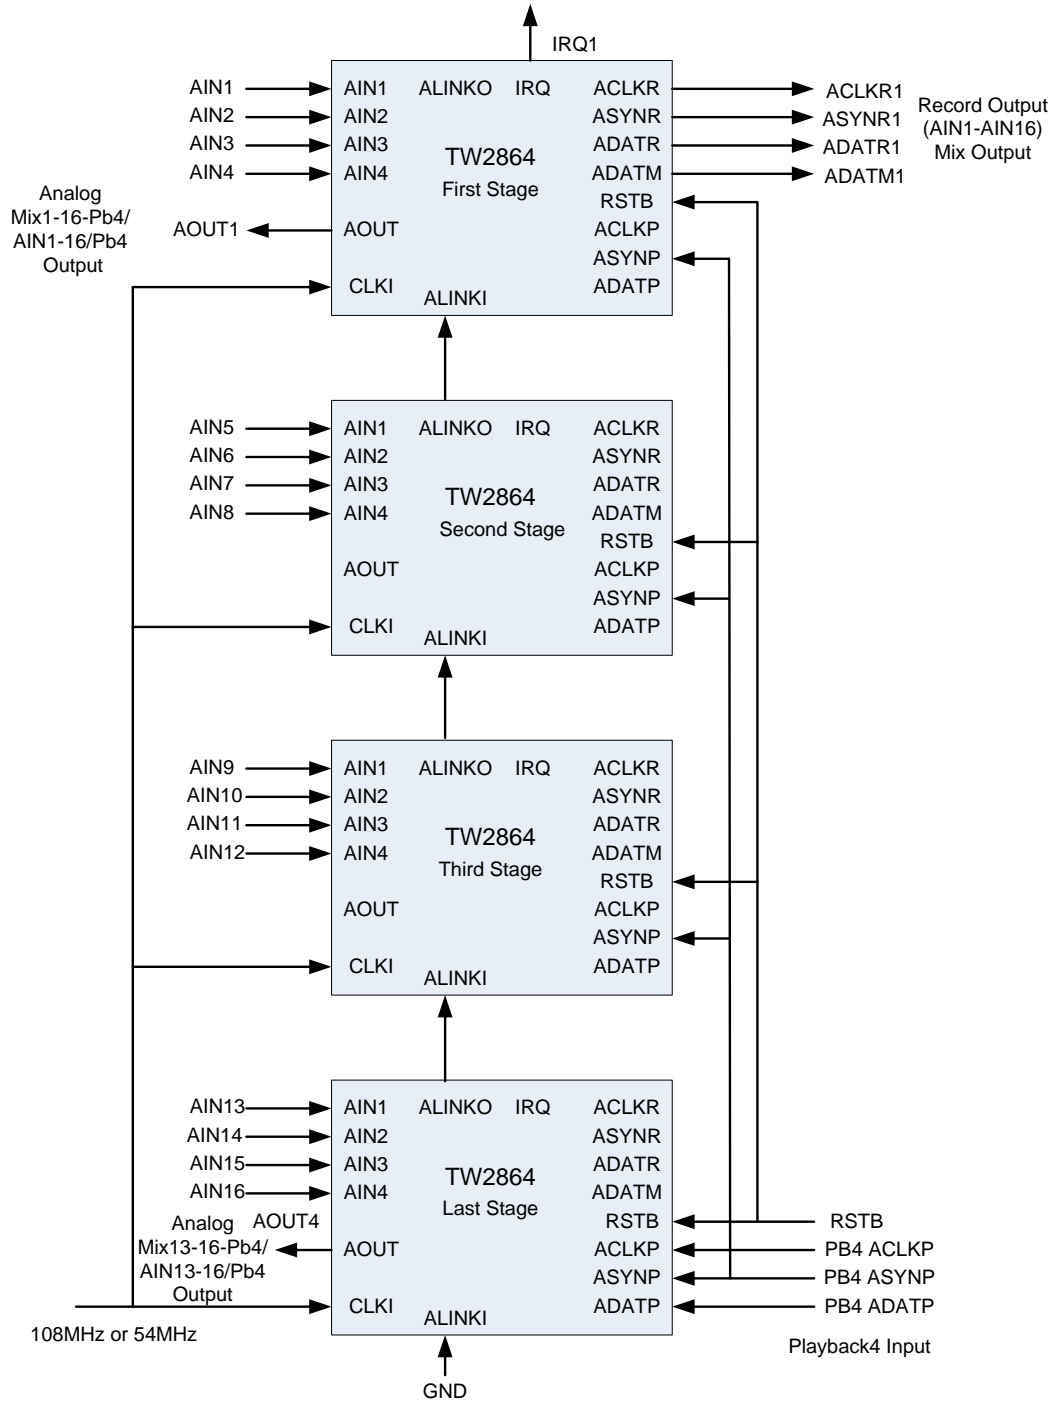 IRQ1
AIN1 AIN1 ALINKO IRQ ACLKR ACLKR1
AIN2 AIN2 ASYNR ASYNR1
AIN3 AIN3 ADATR ADATR1
AIN4 AIN4 ADATM ADATM1
Record Output
(AIN1-AIN16)
Mix Output
TW2864
First Stage
RSTB
Analog
Mix1-16-Pb4/
AIN1-16/Pb4
Output
AOUT1 AOUT ACLKP
ASYNP
CLKI ADATP
ALINKI
AIN5 AIN1 ALINKO IRQ ACLKR
AIN6 AIN2 ASYNR
AIN7 AIN3 ADATR
AIN8 AIN4 ADATM
TW2864
Second Stage
RSTB
AOUT ACLKP
ASYNP
CLKI ADATP
ALINKI
AIN9 AIN1 ALINKO IRQ ACLKR
AIN10 AIN2 ASYNR
AIN11 AIN3 ADATR
AIN12 AIN4 ADATM
TW2864
Third Stage
RSTB
AOUT ACLKP
ASYNP
CLKI ADATP
ALINKI
AIN13 AIN1 ALINKO IRQ ACLKR
AIN14 AIN2 ASYNR
AIN15 AIN3 ADATR
AIN16 AIN4 ADATM
TW2864
Last Stage
RSTB RSTB
Analog
Mix13-16-Pb4/
AIN13-16/Pb4
Output
AOUT4
AOUT ACLKP PB4 ACLKP
ASYNP PB4 ASYNP
CLKI ADATP PB4 ADATP
ALINKI
108MHz or 54MHz
Playback4 Input
GND